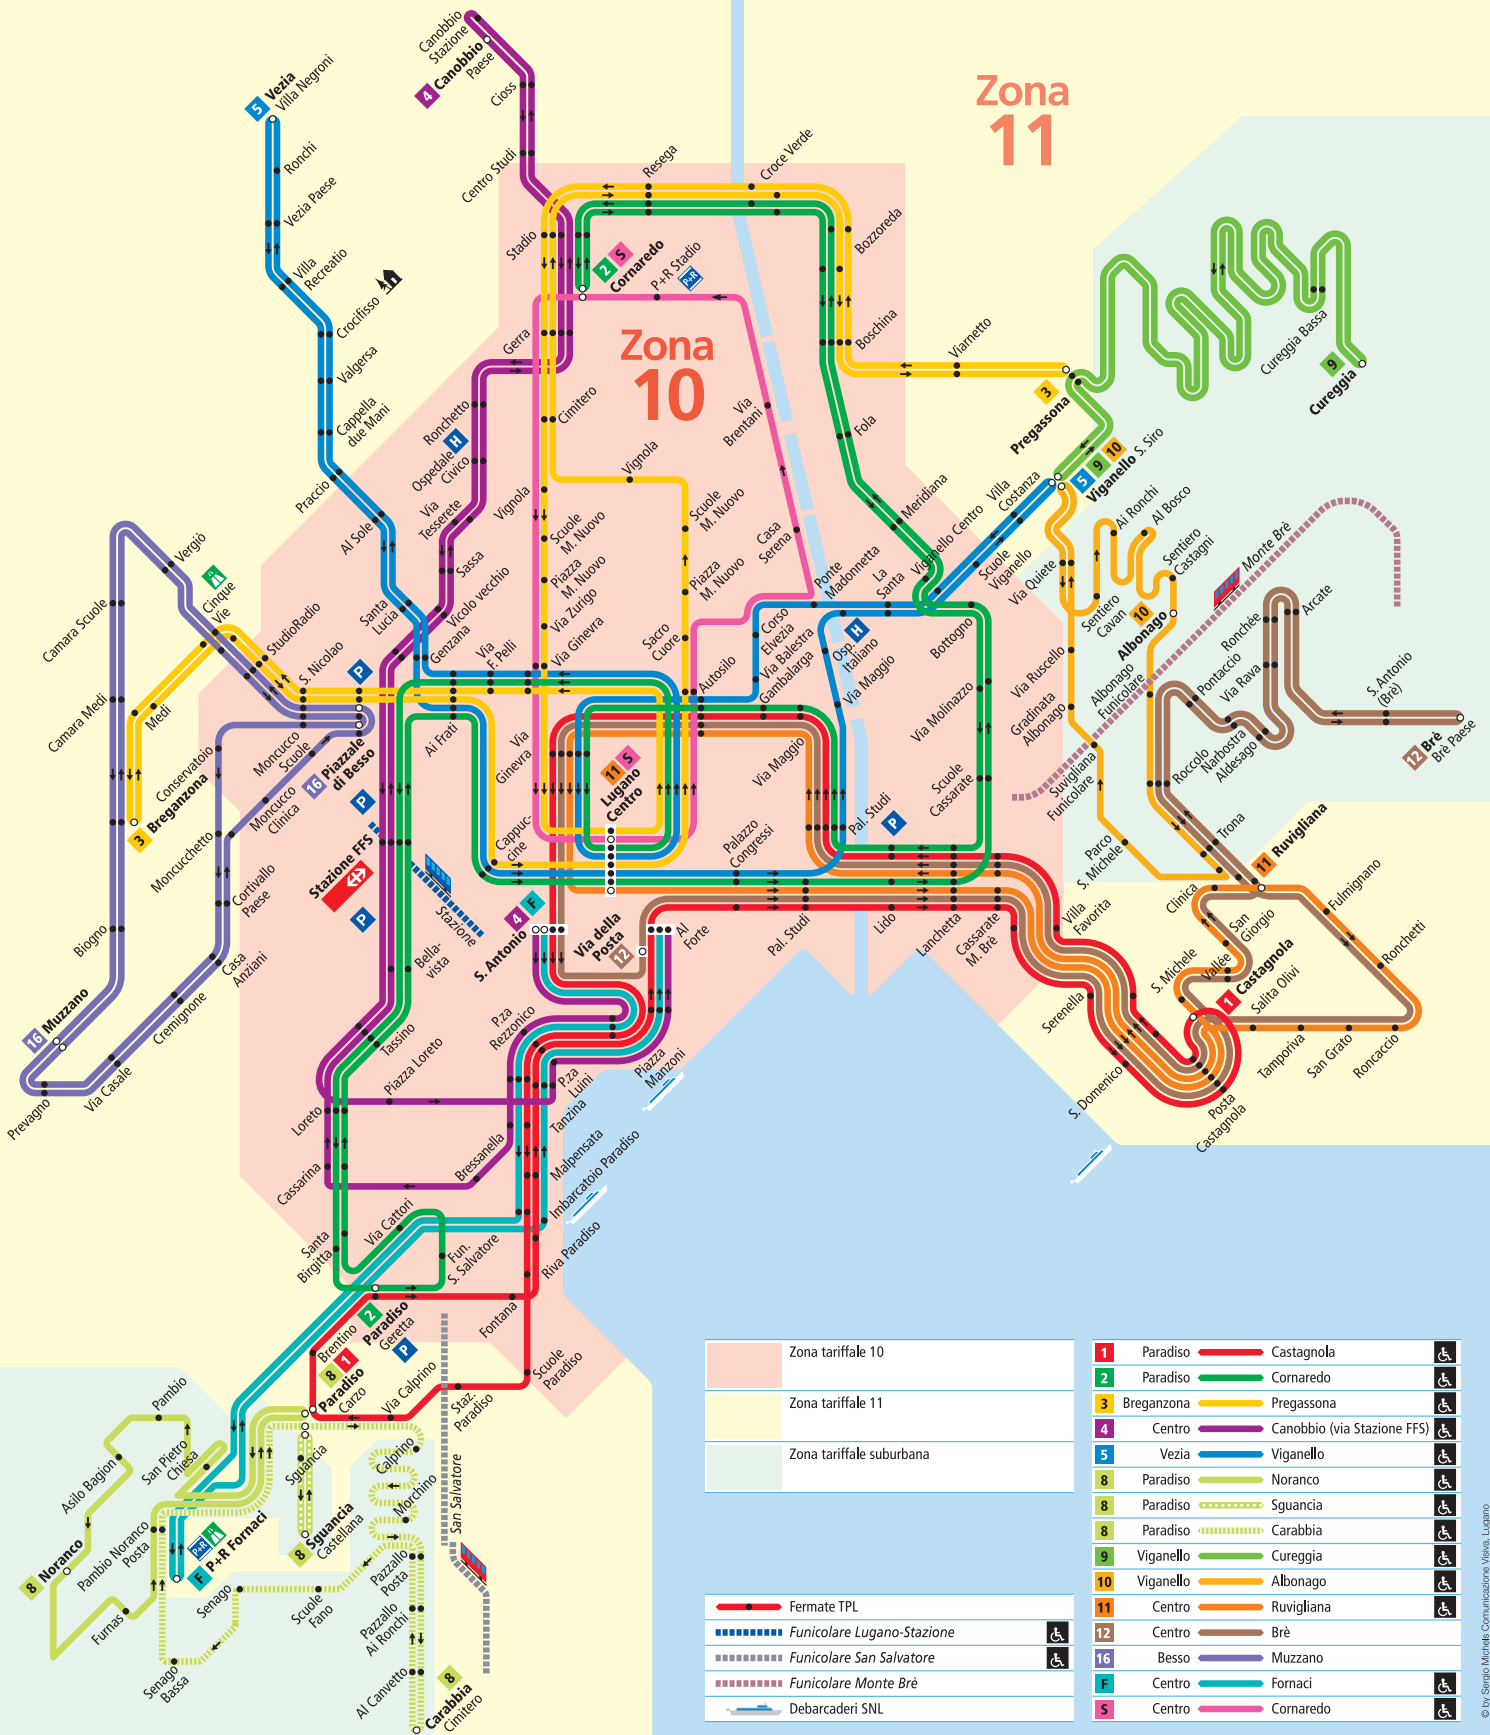 Zona
11
Zona
10
Canobbio
Stazione
Paese
4 Canobbio
Cioss
Centro Studi
5 Vezia
Villa Negroni
Ronchi
Vezia Paese
Villa
Recreatio
Crocifisso
Valgersa
Cappella
due Mani
Praccio
Al Sole
Santa
Lucia
Genzana
Stadio
Resega
Croce Verde
Bozzoreda
Boschina
Viarnetto
2 S
Cornaredo
P+R Stadio
P+R
Gerra
Ronchetto
Ospedale
Civico
H
Via
Tesserete
Sassa
Vicolo vecchio
Cimitero
Vignola
Vignola
Scuole
M. Nuovo
Scuole
M. Nuovo
Piazza
M. Nuovo
Piazza
M. Nuovo
Via Zurigo
Via Ginevra
Via
F. Pelli
Sacro
Cuore
Autosilo
Via
Brentani
Casa
Serena
Ponte
Madonnetta
La
Santa
Fola
Meridiana
Viganello Centro
Villa
Costanza
Scuole
Viganello
3
Pregassona
5 9 10
Viganello S. Siro
Cureggia Bassa
9
Cureggia
Via Quiete
Ai Ronchi
Al Bosco
Sentiero
Castagni
Sentiero
Cavan
10
Albonago
Monte Brè
Via Ruscello
Gradinata
Albonago
Albonago
Funicolare
Suvigliana
Funicolare
Parco
S. Michele
Ronchée
Arcate
Pontaccio
Via Rava
Roccolo
Narbostra
Aldesago
S. Antonio
(Brè)
12 Brè
Brè Paese
Trona
11 Ruvigliana
Clinica
San
Giorgio
Vallée
S. Michele
1 Castagnola
Salita Olivi
Fulmignano
Ronchetti
Tamporiva
San Grato
Roncaccio
Posta
Castagnola
S. Domenico
Serenella
Villa
Favorita
Cassarate
M. Brè
Lanchetta
Lido
Pal. Studi
Pal. Studi
P
Palazzo
Congressi
Scuole
Cassarate
Via Molinazzo
Bottogno
H
Osp.
Italiano
Via Maggio
Via Maggio
Corso
Elvezia
Via Balestra
Gambalarga
Vergiò
Cinque
Vie
StudioRadio
S. Nicolao
Camara Scuole
Camara Medi
Medi
3 Breganzona
Conservatoio
Moncucco
Scuole
Moncucco
Clinica
Moncucchetto
Cortivallo
Paese
Casa
Anziani
Cremignone
Via Casale
Prevagno
16 Muzzano
Biogno
P
16 Piazzale
di Besso
P
Stazione FFS
P
Stazione
Ai Frati
Via
Ginevra
Cappuc-
cine
11 S
Lugano
Centro
4 F
S. Antonio
Via della
Posta
12
Al
Forte
Bella-
vista
Tassino
Piazza Loreto
Loreto
Cassarina
Bressanella
P.za
Rezzonico
P.za
Luini
Piazza
Manzoni
Tanzina
Malpensata
Imbarcatoio Paradiso
Riva Paradiso
Santa
Birgitta
Via Cattori
Fun.
S. Salvatore
2
Paradiso
Geretta
P
Fontana
Scuole
Paradiso
Staz.
Paradiso
Via Calprino
Brentino
8 1
Paradiso
Carzo
San Salvatore
Pambio
San Pietro
Chiesa
Asilo Bagion
Pambio Noranco
Posta
8 Noranco
Furnas
P+R
F P+R Fornaci
Sguancia
8 Sguancia
Castellana
Calprino
Morchino
Pazzallo
Posta
Pazzallo
Ai Ronchi
Scuole
Fano
Senago
Senago
Bassa
Al Canvetto
8
Carabbia
Cimitero
Zona tariffale 10
Zona tariffale 11
Zona tariffale suburbana
Fermate TPL
Funicolare Lugano-Stazione
Funicolare San Salvatore
Funicolare Monte Brè
Debarcaderi SNL
1 Paradiso Castagnola
2 Paradiso Cornaredo
3 Breganzona Pregassona
4 Centro Canobbio (via Stazione FFS)
5 Vezia Viganello
8 Paradiso Noranco
8 Paradiso Sguancia
8 Paradiso Carabbia
9 Viganello Cureggia
10 Viganello Albonago
11 Centro Ruvigliana
12 Centro Brè
16 Besso Muzzano
F Centro Fornaci
S Centro Cornaredo
© by Sergio Michels Comunicazione Visiva, Lugano